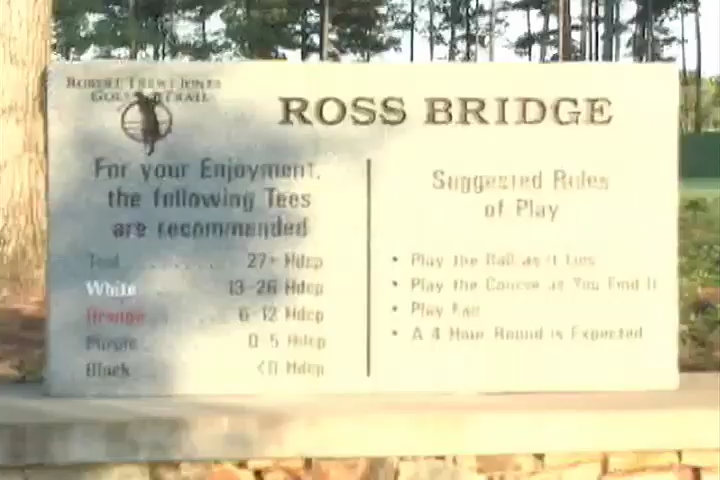 ROBERT TRENT JONES
GOLF TRAIL
ROSS BRIDGE
For your Enjoyment,
the following Tees
are recommended
Teal ........ 27+ Hdcp
White ........ 13-26 Hdcp
Orange ........ 6-12 Hdcp
Purple ........ 0-5 Hdcp
Black ........ <0 Hdcp
Suggested Rules
of Play
• Play the Ball as it Lies
• Play the Course as You Find It
• Play Fair
• A 4 Hour Round is Expected